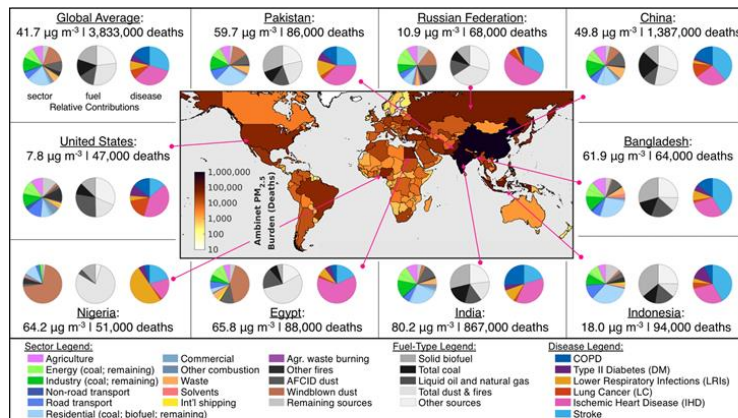 Global Average:
41.7 µg m⁻³ | 3,833,000 deaths
sector fuel disease
Relative Contributions
Pakistan:
59.7 µg m⁻³ | 86,000 deaths
Russian Federation:
10.9 µg m⁻³ | 68,000 deaths
China:
49.8 µg m⁻³ | 1,387,000 deaths
United States:
7.8 µg m⁻³ | 47,000 deaths
Ambinet PM2.5
Burden (Deaths)
1,000,000
100,000
10,000
1,000
100
10
Bangladesh:
61.9 µg m⁻³ | 64,000 deaths
Nigeria:
64.2 µg m⁻³ | 51,000 deaths
Egypt:
65.8 µg m⁻³ | 88,000 deaths
India:
80.2 µg m⁻³ | 867,000 deaths
Indonesia:
18.0 µg m⁻³ | 94,000 deaths
Sector Legend:
Agriculture
Energy (coal; remaining)
Industry (coal; remaining)
Non-road transport
Road transport
Residential (coal; biofuel; remaining)
Commercial
Other combustion
Waste
Solvents
Int'l shipping
Agr. waste burning
Other fires
AFCID dust
Windblown dust
Remaining sources
Fuel-Type Legend:
Solid biofuel
Total coal
Liquid oil and natural gas
Total dust & fires
Other sources
Disease Legend:
COPD
Type II Diabetes (DM)
Lower Respiratory Infections (LRIs)
Lung Cancer (LC)
Ischemic Heart Disease (IHD)
Stroke